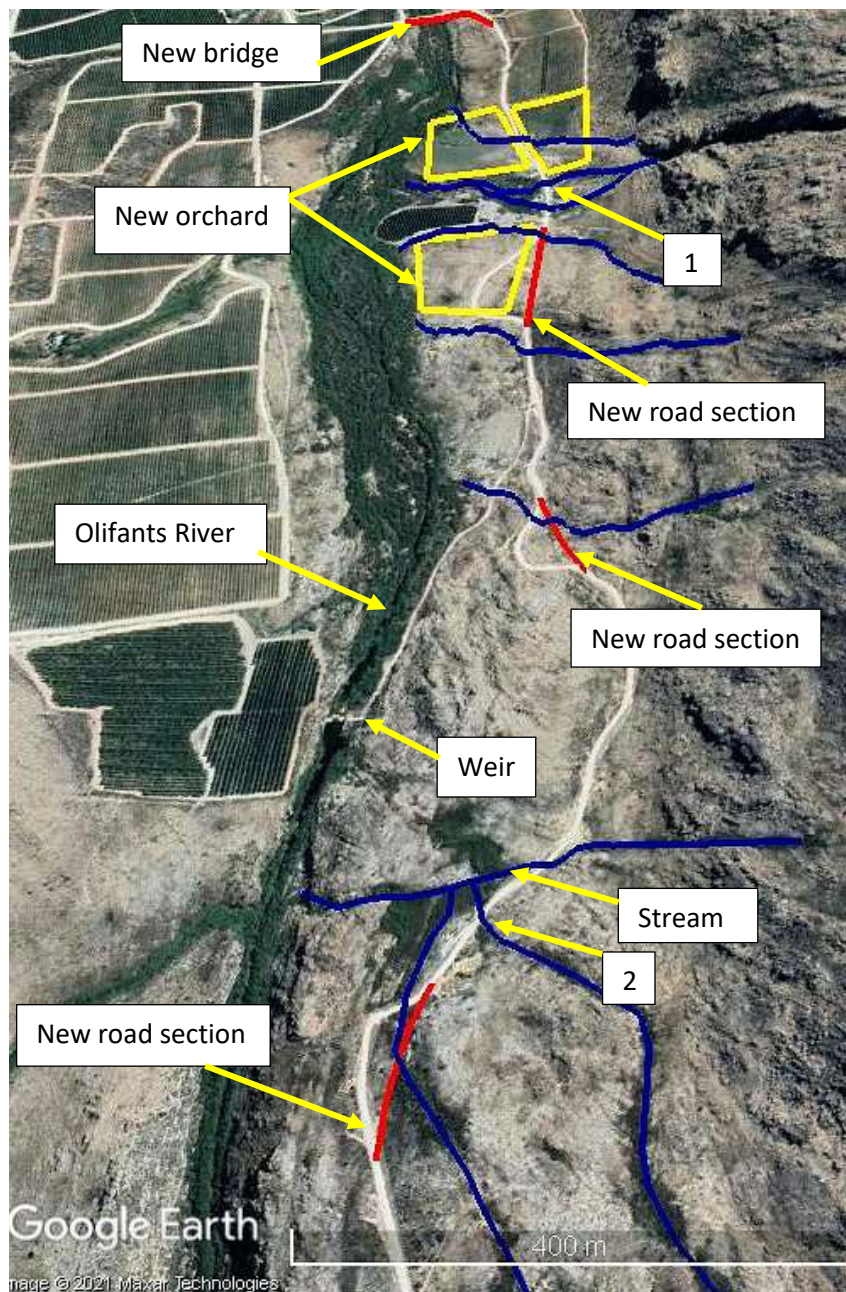 New bridge
New orchard
1
New road section
Olifants River
New road section
Weir
Stream
2
New road section
Google Earth
400 m
mage © 2021 Maxar Technologies